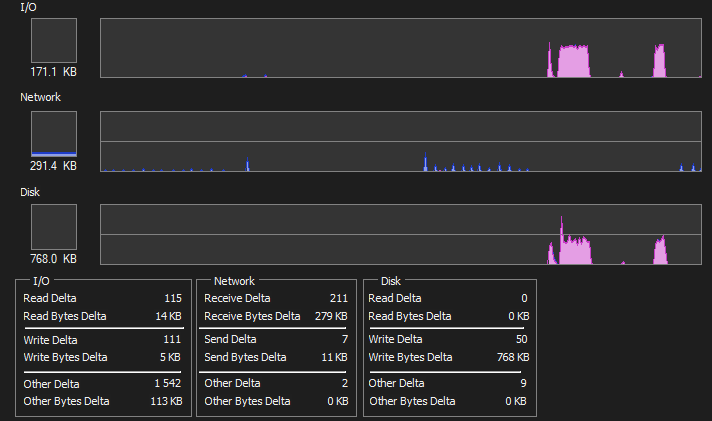 I/O
171.1 KB
Network
291.4 KB
Disk
768.0 KB
I/O
Read Delta 115
Read Bytes Delta 14 KB
Write Delta 111
Write Bytes Delta 5 KB
Other Delta 1 542
Other Bytes Delta 113 KB
Network
Receive Delta 211
Receive Bytes Delta 279 KB
Send Delta 7
Send Bytes Delta 11 KB
Other Delta 2
Other Bytes Delta 0 KB
Disk
Read Delta 0
Read Bytes Delta 0 KB
Write Delta 50
Write Bytes Delta 768 KB
Other Delta 9
Other Bytes Delta 0 KB